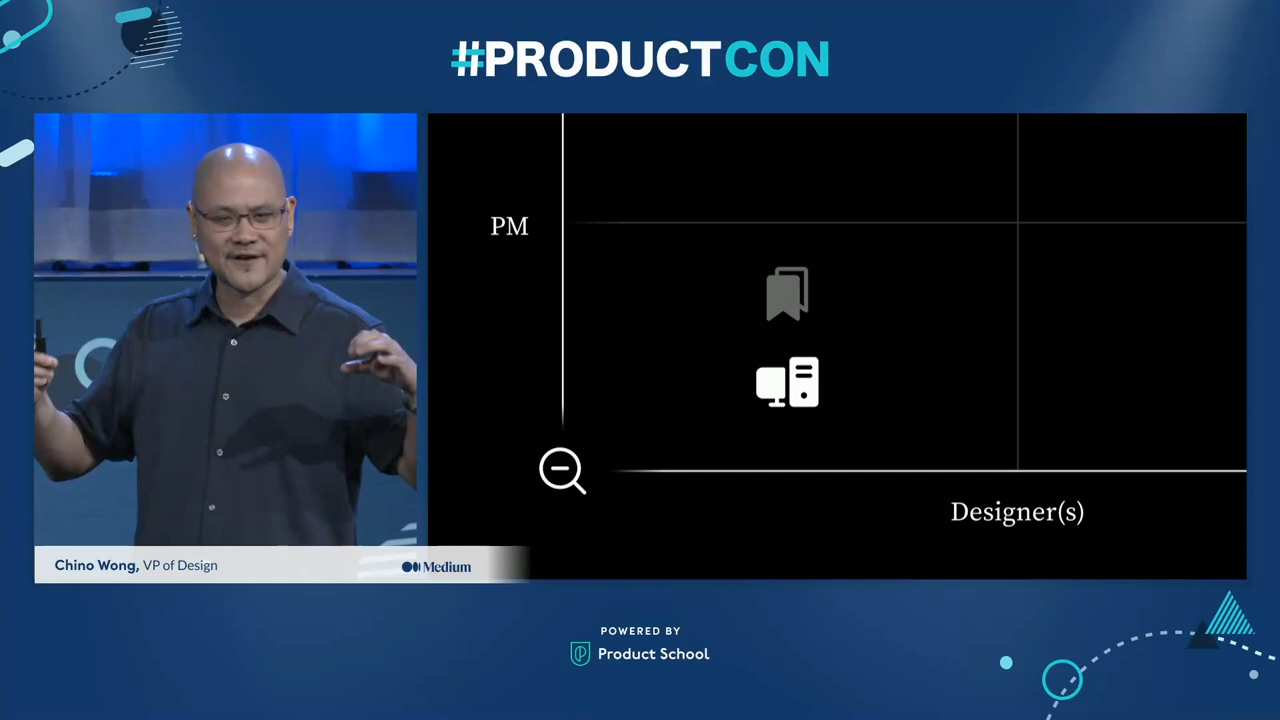 #PRODUCTCON
PM
Designer(s)
Chino Wong, VP of Design
Medium
POWERED BY
Product School